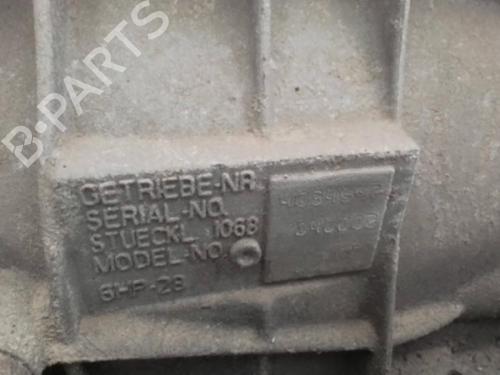 B-PARTS
GETRIEBE-NR.
SERIAL-NO.
STUECKL. 1068
MODEL-NO.
6HP-28